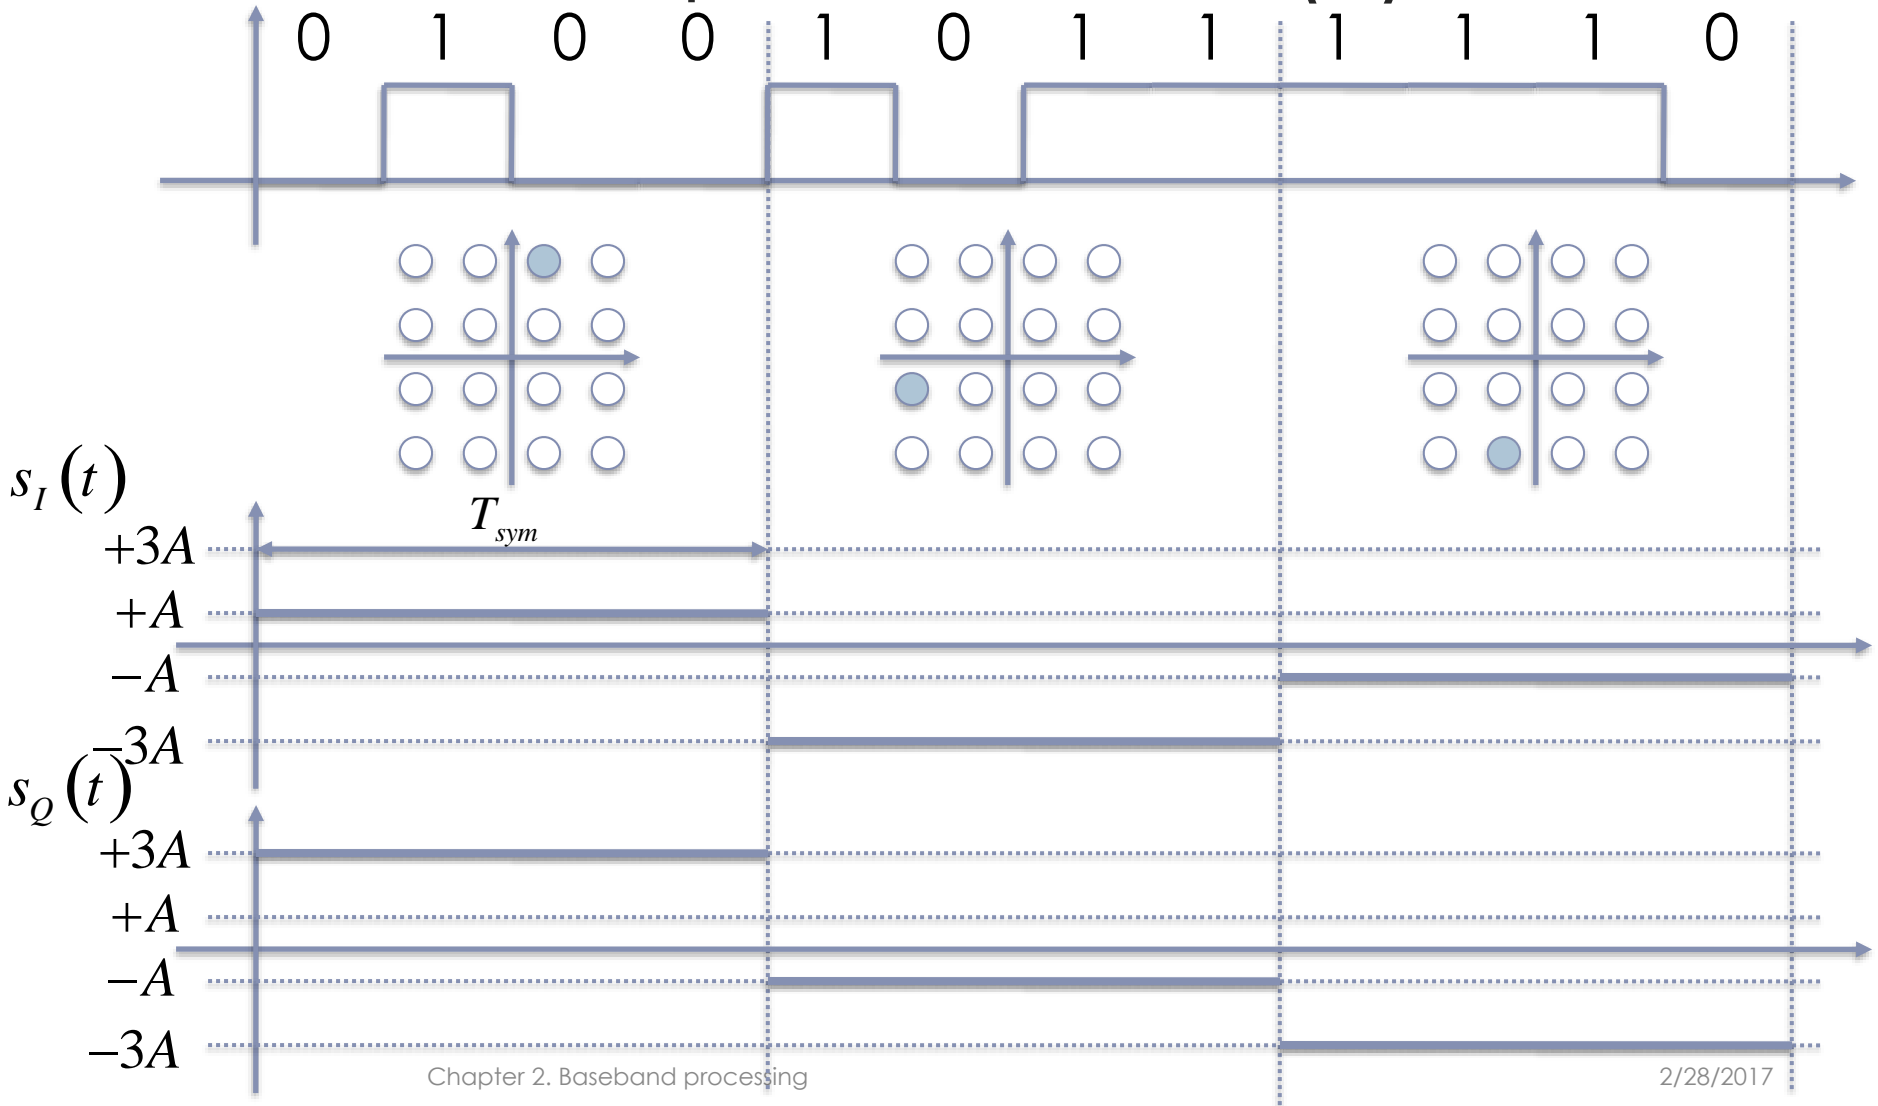 0 1 0 0 1 0 1 1 1 1 1 0
s_I(t)
T_sym
+3A
+A
−A
−3A
s_Q(t)
+3A
+A
−A
−3A
Chapter 2. Baseband processing
2/28/2017